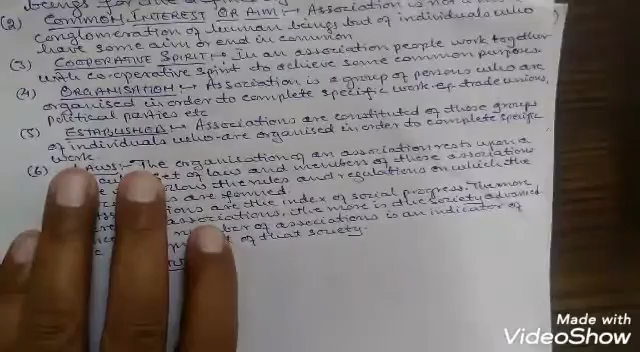 beings for
(2) COMMON INTEREST OR AIM :→ Association is not a
conglomeration of human beings but of individuals who
have some aim or end in common
(3) COOPERATIVE SPIRIT :→ In an association people work together
with co-operative spirit to achieve some common purpose.
(4) ORGANISATION :→ Association is a group of persons who are
organised in order to complete specific work eg trade unions,
political parties etc
(5) ESTABLISHED :→ Associations are constituted of those groups
of individuals who are organised in order to complete specific
work.
(6) The organisation of an association rests upon a
set of laws and member of these associations
the rules and regulations on which the
are formed.
are the index of social progress. The more
associations, the more is the society advanced
of associations is an indicator of
of that society.
Made with
VideoShow